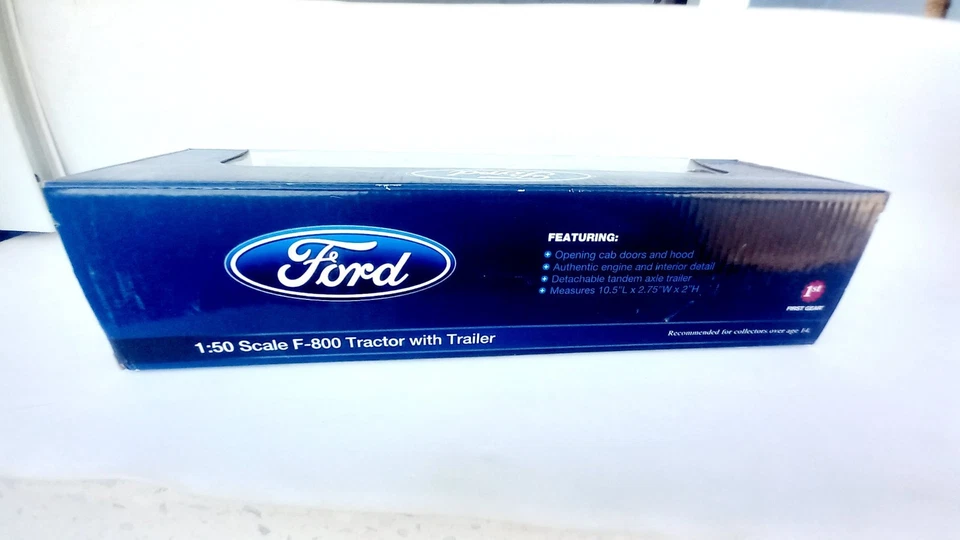 Ford
Ford
FEATURING:
Opening cab doors and hood
Authentic engine and interior detail
Detachable tandem axle trailer
Measures 10.5"L x 2.75"W x 2"H
1st
FIRST GEAR
1:50 Scale F-800 Tractor with Trailer
Recommended for collectors over age 14.